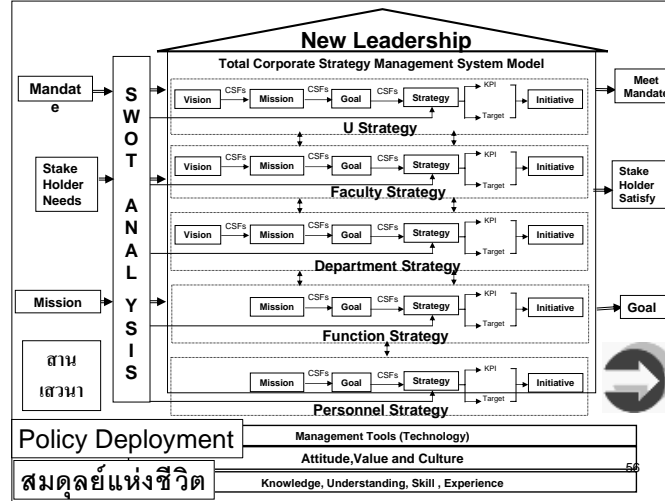 New Leadership
Total Corporate Strategy Management System Model
Mandat
e
Stake
Holder
Needs
Mission
สาน
เสวนา
S
W
O
T
A
N
A
L
Y
S
I
S
Vision CSFs Mission CSFs Goal CSFs Strategy KPI Target Initiative
U Strategy
Vision CSFs Mission CSFs Goal CSFs Strategy KPI Target Initiative
Faculty Strategy
Vision CSFs Mission CSFs Goal CSFs Strategy KPI Target Initiative
Department Strategy
Mission CSFs Goal CSFs Strategy KPI Target Initiative
Function Strategy
Mission CSFs Goal CSFs Strategy KPI Target Initiative
Personnel Strategy
Meet
Mandate
Stake
Holder
Satisfy
Goal
Policy Deployment
สมดุลย์แห่งชีวิต
Management Tools (Technology)
Attitude,Value and Culture
Knowledge, Understanding, Skill , Experience
56